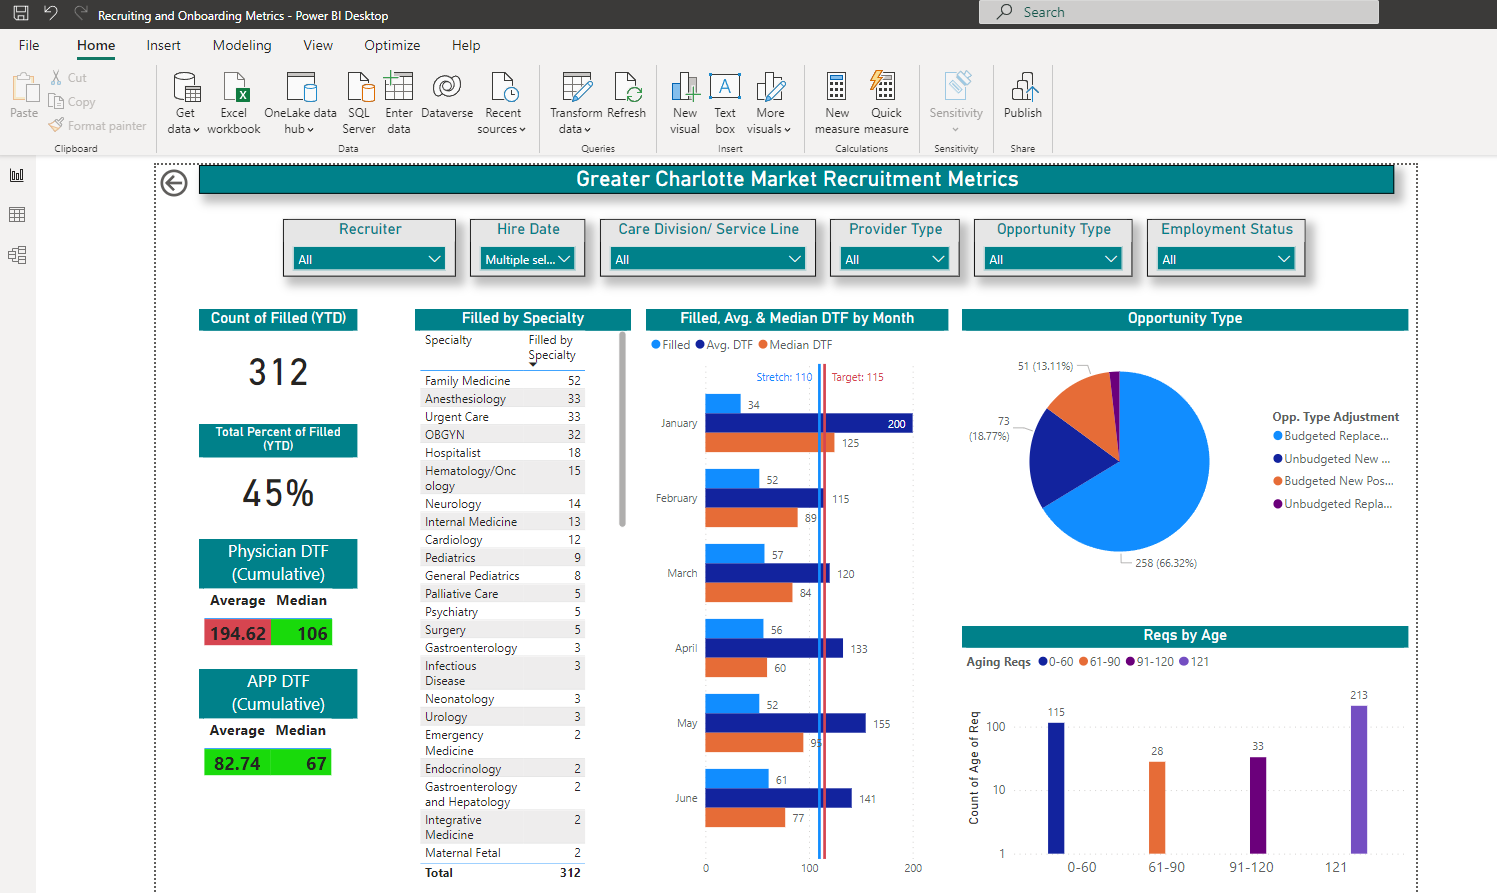 Recruiting and Onboarding Metrics - Power BI Desktop
Search
File Home Insert Modeling View Optimize Help
Paste
Cut
Copy
Format painter
Clipboard
Get data
Excel workbook
OneLake data hub
SQL Server
Enter data
Dataverse
Recent sources
Data
Transform data
Refresh
Queries
New visual
Text box
More visuals
Insert
New measure
Quick measure
Calculations
Sensitivity
Sensitivity
Publish
Share
Greater Charlotte Market Recruitment Metrics
Recruiter
All
Hire Date
Multiple sel...
Care Division/ Service Line
All
Provider Type
All
Opportunity Type
All
Employment Status
All
Count of Filled (YTD)
312
Total Percent of Filled
(YTD)
45%
Physician DTF
(Cumulative)
Average Median
194.62 106
APP DTF
(Cumulative)
Average Median
82.74 67
Filled by Specialty
Specialty Filled by
Specialty
Family Medicine 52
Anesthesiology 33
Urgent Care 33
OBGYN 32
Hospitalist 18
Hematology/Onc 15
ology
Neurology 14
Internal Medicine 13
Cardiology 12
Pediatrics 9
General Pediatrics 8
Palliative Care 5
Psychiatry 5
Surgery 5
Gastroenterology 3
Infectious 3
Disease
Neonatology 3
Urology 3
Emergency 2
Medicine
Endocrinology 2
Gastroenterology 2
and Hepatology
Integrative 2
Medicine
Maternal Fetal 2
Total 312
Filled, Avg. & Median DTF by Month
Filled Avg. DTF Median DTF
Stretch: 110 Target: 115
34
January 200
125
52
February 115
89
57
March 120
84
56
April 133
60
52
May 155
95
61
June 141
77
0 100 200
Opportunity Type
51 (13.11%)
73
(18.77%)
258 (66.32%)
Opp. Type Adjustment
Budgeted Replace...
Unbudgeted New ...
Budgeted New Pos...
Unbudgeted Repla...
Reqs by Age
Aging Reqs 0-60 61-90 91-120 121
Count of Age of Req
100
10
1
115
28
33
213
0-60 61-90 91-120 121